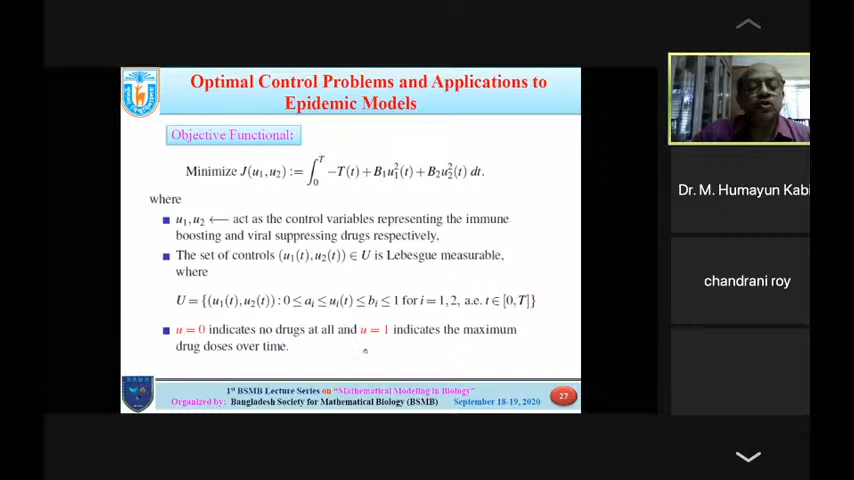 Optimal Control Problems and Applications to
Epidemic Models
Objective Functional:
Minimize J(u₁,u₂) := ∫₀ᵀ −T(t) + B₁u₁²(t) + B₂u₂²(t) dt.
where
u₁,u₂ ⟵ act as the control variables representing the immune
boosting and viral suppressing drugs respectively,
The set of controls (u₁(t),u₂(t)) ∈ U is Lebesgue measurable,
where
U = {(u₁(t),u₂(t)) : 0 ≤ aᵢ ≤ uᵢ(t) ≤ bᵢ ≤ 1 for i = 1,2, a.e. t ∈ [0,T]}
u = 0 indicates no drugs at all and u = 1 indicates the maximum
drug doses over time.
1st BSMB Lecture Series on “Mathematical Modeling in Biology”
Organized by: Bangladesh Society for Mathematical Biology (BSMB) September 18-19, 2020
27
Dr. M. Humayun Kabi
chandrani roy